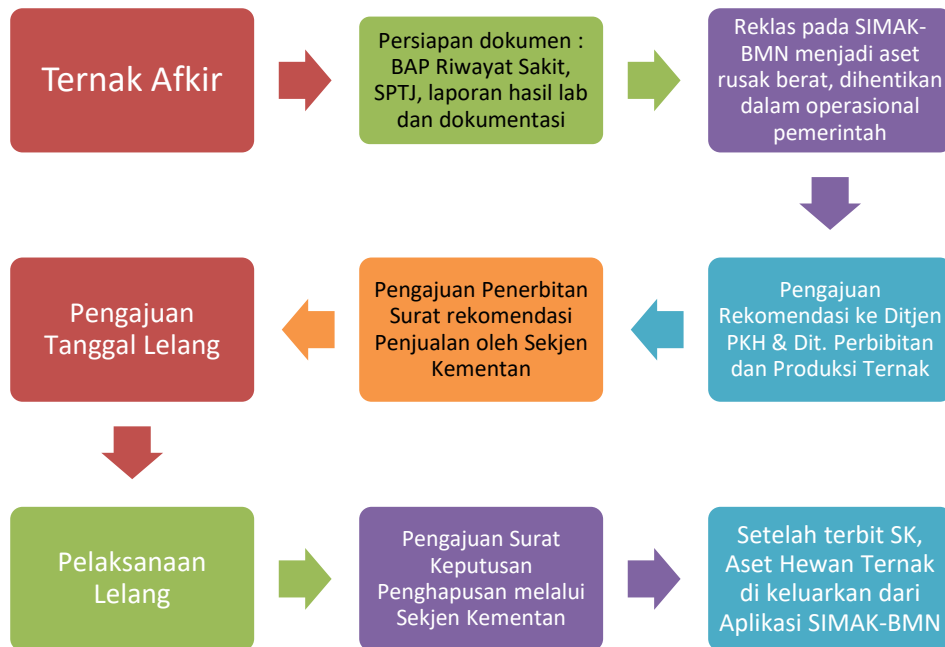 Ternak Afkir
Persiapan dokumen :
BAP Riwayat Sakit,
SPTJ, laporan hasil lab
dan dokumentasi
Reklas pada SIMAK-
BMN menjadi aset
rusak berat, dihentikan
dalam operasional
pemerintah
Pengajuan
Rekomendasi ke Ditjen
PKH & Dit. Perbibitan
dan Produksi Ternak
Pengajuan Penerbitan
Surat rekomendasi
Penjualan oleh Sekjen
Kementan
Pengajuan
Tanggal Lelang
Pelaksanaan
Lelang
Pengajuan Surat
Keputusan
Penghapusan melalui
Sekjen Kementan
Setelah terbit SK,
Aset Hewan Ternak
di keluarkan dari
Aplikasi SIMAK-BMN